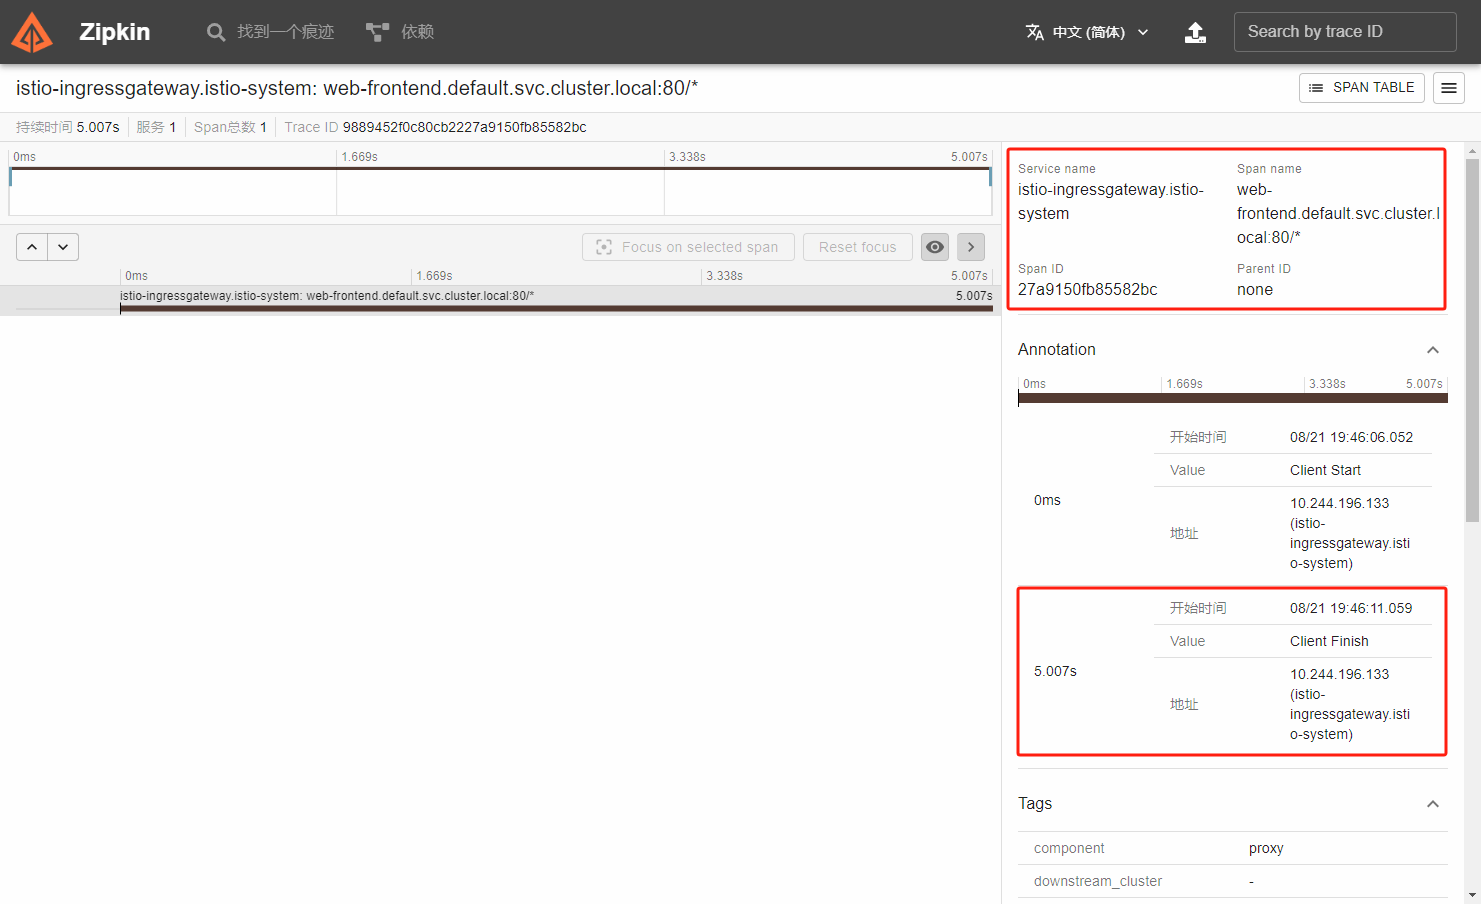 Zipkin
找到一个痕迹
依赖
中文 (简体)
Search by trace ID
istio-ingressgateway.istio-system: web-frontend.default.svc.cluster.local:80/*
SPAN TABLE
持续时间 5.007s 服务 1 Span总数 1 Trace ID 9889452f0c80cb2227a9150fb85582bc
0ms 1.669s 3.338s 5.007s
Focus on selected span
Reset focus
0ms 1.669s 3.338s 5.007s
istio-ingressgateway.istio-system: web-frontend.default.svc.cluster.local:80/* 5.007s
Service name
istio-ingressgateway.istio-
system
Span name
web-
frontend.default.svc.cluster.l
ocal:80/*
Span ID
27a9150fb85582bc
Parent ID
none
Annotation
0ms 1.669s 3.338s 5.007s
0ms
开始时间 08/21 19:46:06.052
Value Client Start
地址
10.244.196.133
(istio-
ingressgateway.isti
o-system)
5.007s
开始时间 08/21 19:46:11.059
Value Client Finish
地址
10.244.196.133
(istio-
ingressgateway.isti
o-system)
Tags
component proxy
downstream_cluster -